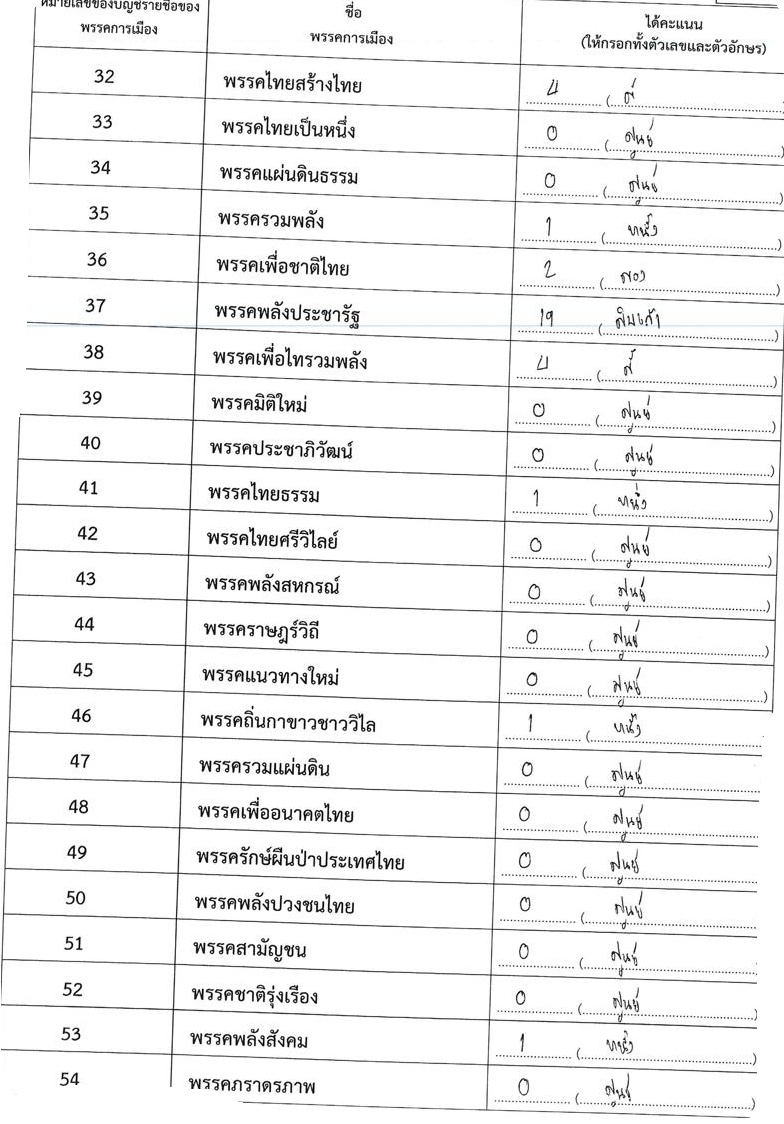 หมายเลขของบัญชีรายชื่อของ
พรรคการเมือง
ชื่อ
พรรคการเมือง
ได้คะแนน
(ให้กรอกทั้งตัวเลขและตัวอักษร)
32 พรรคไทยสร้างไทย 4 (สี่)
33 พรรคไทยเป็นหนึ่ง 0 (ศูนย์)
34 พรรคแผ่นดินธรรม 0 (ศูนย์)
35 พรรครวมพลัง 1 (หนึ่ง)
36 พรรคเพื่อชาติไทย 2 (สอง)
37 พรรคพลังประชารัฐ 19 (สิบเก้า)
38 พรรคเพื่อไทรวมพลัง 4 (สี่)
39 พรรคมิติใหม่ 0 (ศูนย์)
40 พรรคประชาภิวัฒน์ 0 (ศูนย์)
41 พรรคไทยธรรม 1 (หนึ่ง)
42 พรรคไทยศรีวิไลย์ 0 (ศูนย์)
43 พรรคพลังสหกรณ์ 0 (ศูนย์)
44 พรรคราษฎร์วิถี 0 (ศูนย์)
45 พรรคแนวทางใหม่ 0 (ศูนย์)
46 พรรคถิ่นกาขาวชาววิไล 1 (หนึ่ง
47 พรรครวมแผ่นดิน 0 (ศูนย์
48 พรรคเพื่ออนาคตไทย 0 (ศูนย์
49 พรรครักษ์ผืนป่าประเทศไทย 0 (ศูนย์
50 พรรคพลังปวงชนไทย 0 (ศูนย์
51 พรรคสามัญชน 0 (ศูนย์
52 พรรคชาติรุ่งเรือง 0 (ศูนย์)
53 พรรคพลังสังคม 1 (หนึ่ง)
54 พรรคภราดรภาพ 0 (ศูนย์)